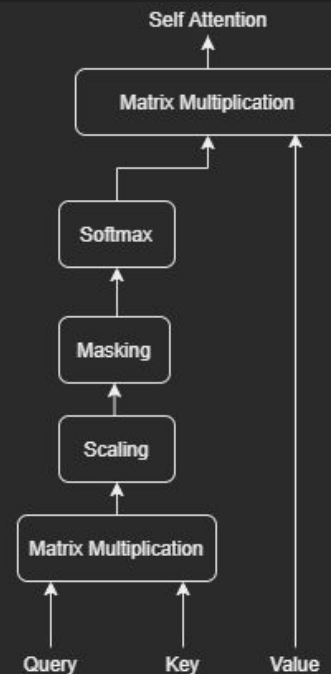 Self Attention
Matrix Multiplication
Softmax
Masking
Scaling
Matrix Multiplication
Query Key Value